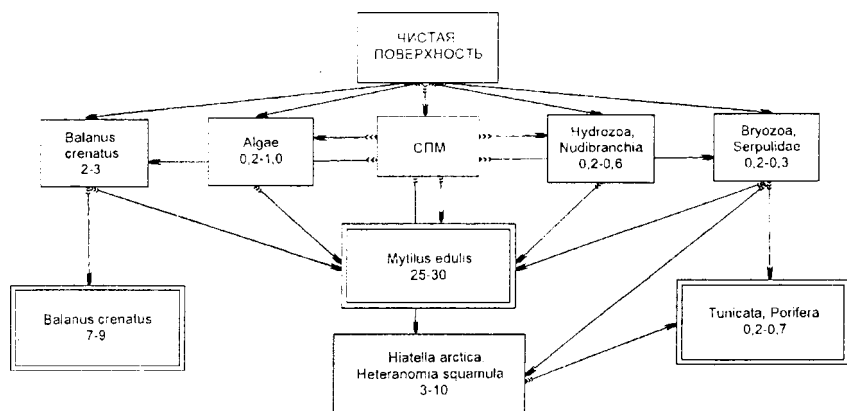 ЧИСТАЯ
ПОВЕРХНОСТЬ
Balanus
crenatus
2-3
Algae
0,2-1,0
СПМ
Hydrozoa,
Nudibranchia
0,2-0,6
Bryozoa,
Serpulidae
0,2-0,3
Mytilus edulis
25-30
Balanus crenatus
7-9
Tunicata, Porifera
0,2-0,7
Hiatella arctica,
Heteranomia squamula
3-10